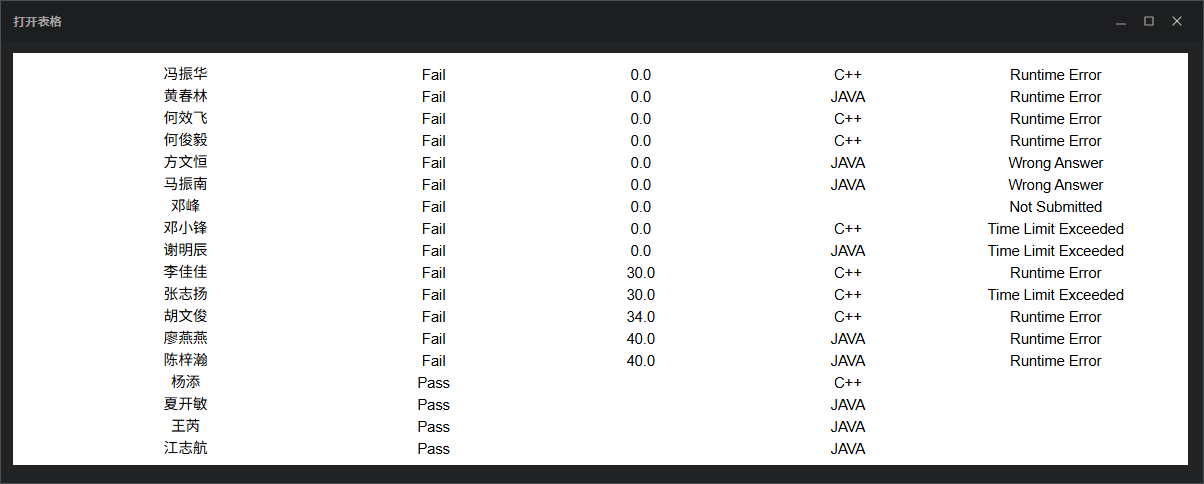 打开表格
冯振华 Fail 0.0 C++ Runtime Error
黄春林 Fail 0.0 JAVA Runtime Error
何效飞 Fail 0.0 C++ Runtime Error
何俊毅 Fail 0.0 C++ Runtime Error
方文恒 Fail 0.0 JAVA Wrong Answer
马振南 Fail 0.0 JAVA Wrong Answer
邓峰 Fail 0.0 Not Submitted
邓小锋 Fail 0.0 C++ Time Limit Exceeded
谢明辰 Fail 0.0 JAVA Time Limit Exceeded
李佳佳 Fail 30.0 C++ Runtime Error
张志扬 Fail 30.0 C++ Time Limit Exceeded
胡文俊 Fail 34.0 C++ Runtime Error
廖燕燕 Fail 40.0 JAVA Runtime Error
陈梓瀚 Fail 40.0 JAVA Runtime Error
杨添 Pass C++
夏开敏 Pass JAVA
王芮 Pass JAVA
江志航 Pass JAVA